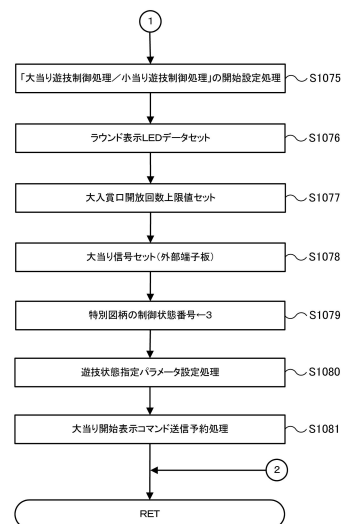 1
「大当り遊技制御処理/小当り遊技制御処理」の開始設定処理 S1075
ラウンド表示LEDデータセット S1076
大入賞口開放回数上限値セット S1077
大当り信号セット(外部端子板) S1078
特別図柄の制御状態番号←3 S1079
遊技状態指定パラメータ設定処理 S1080
大当り開始表示コマンド送信予約処理 S1081
2
RET